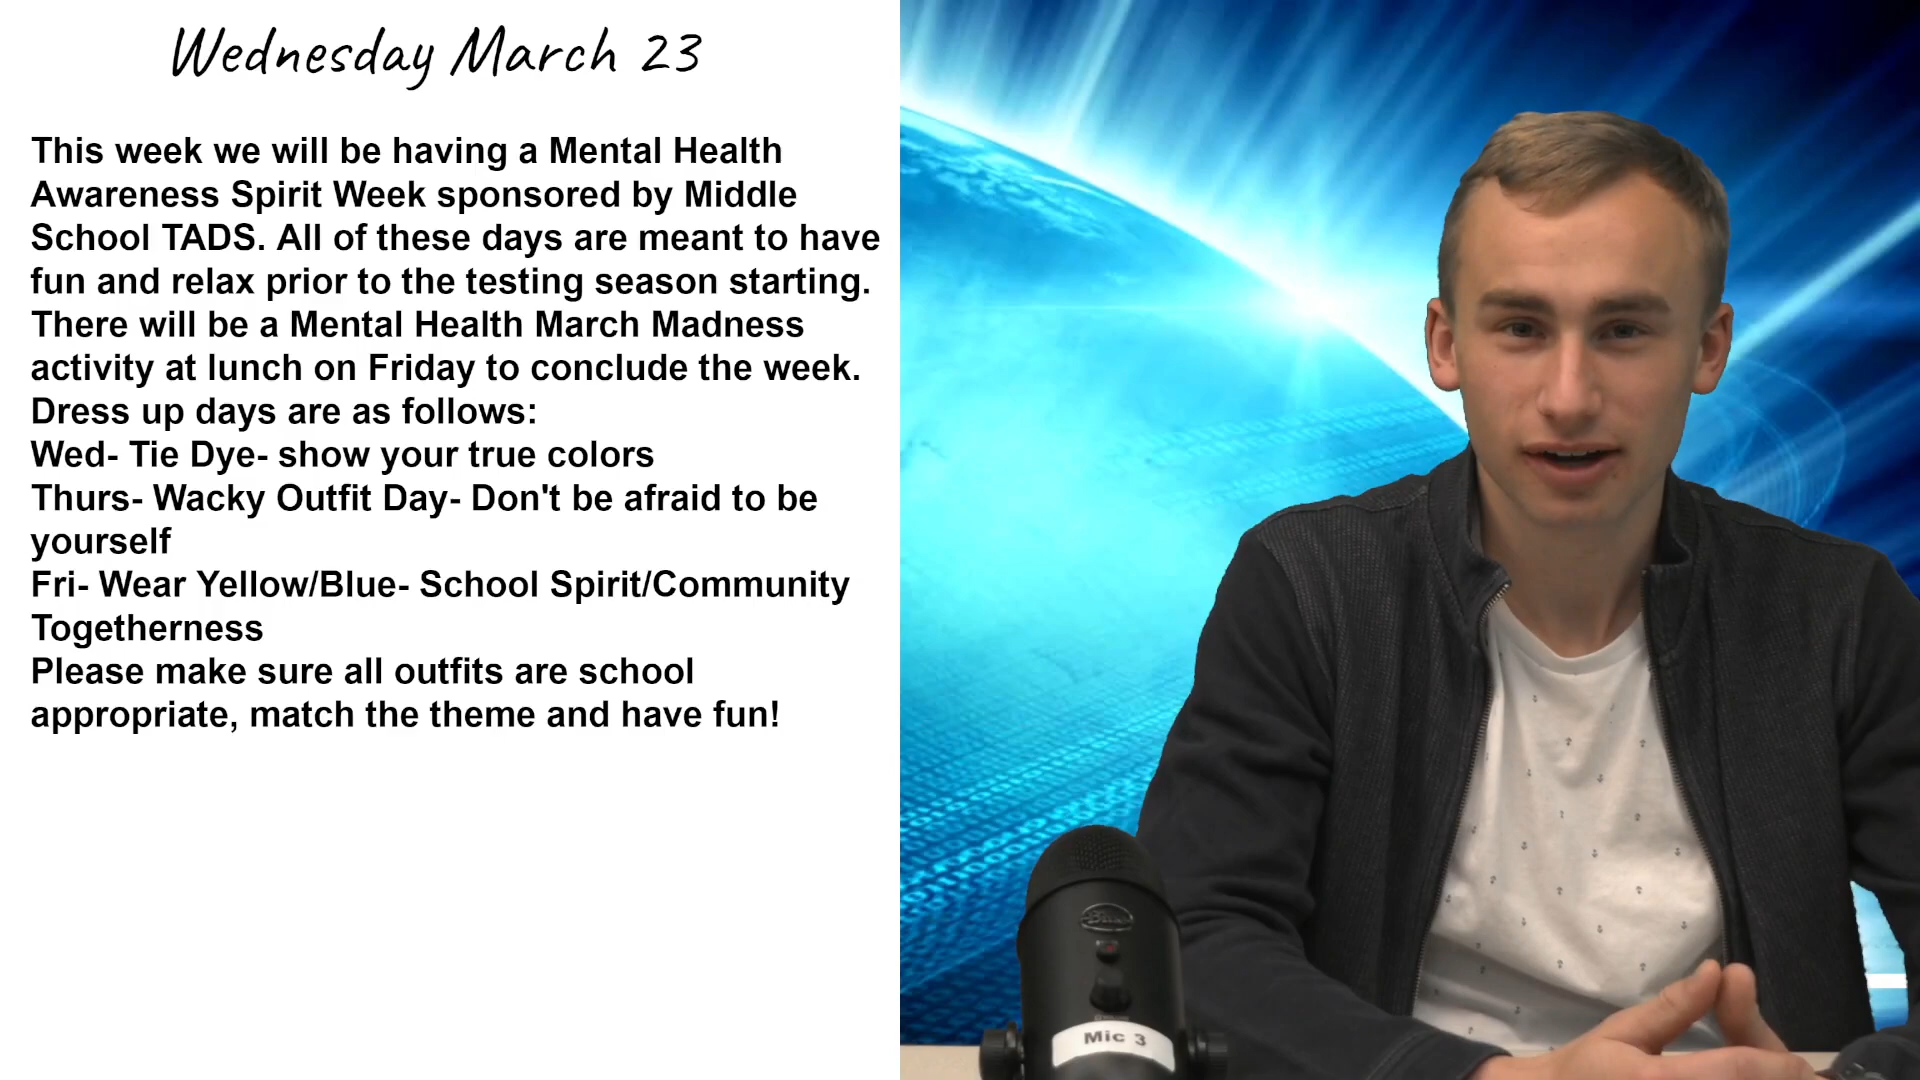 Wednesday March 23
This week we will be having a Mental Health
Awareness Spirit Week sponsored by Middle
School TADS. All of these days are meant to have
fun and relax prior to the testing season starting.
There will be a Mental Health March Madness
activity at lunch on Friday to conclude the week.
Dress up days are as follows:
Wed- Tie Dye- show your true colors
Thurs- Wacky Outfit Day- Don't be afraid to be
yourself
Fri- Wear Yellow/Blue- School Spirit/Community
Togetherness
Please make sure all outfits are school
appropriate, match the theme and have fun!
Blue
Mic 3